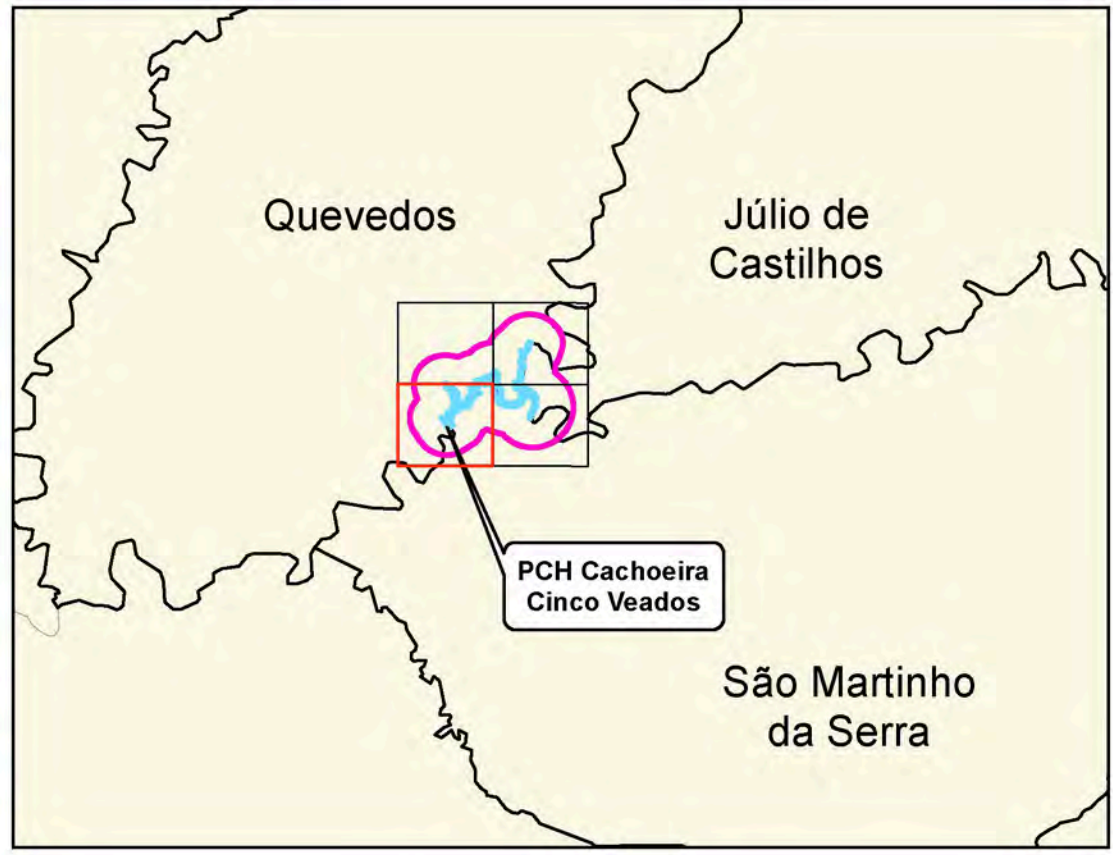 Quevedos
Júlio de
Castilhos
PCH Cachoeira
Cinco Veados
São Martinho
da Serra